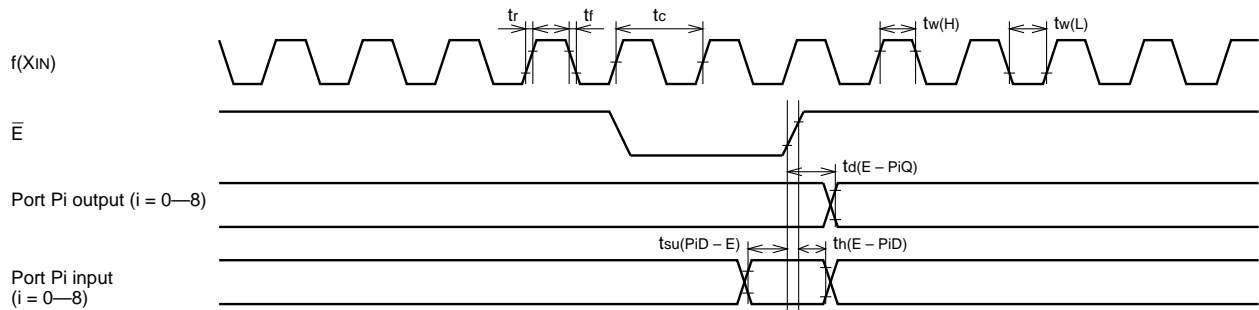 tr tf tc tw(H) tw(L)
f(XIN)
E̅
td(E – PiQ)
Port Pi output (i = 0—8)
tsu(PiD – E) th(E – PiD)
Port Pi input
(i = 0—8)